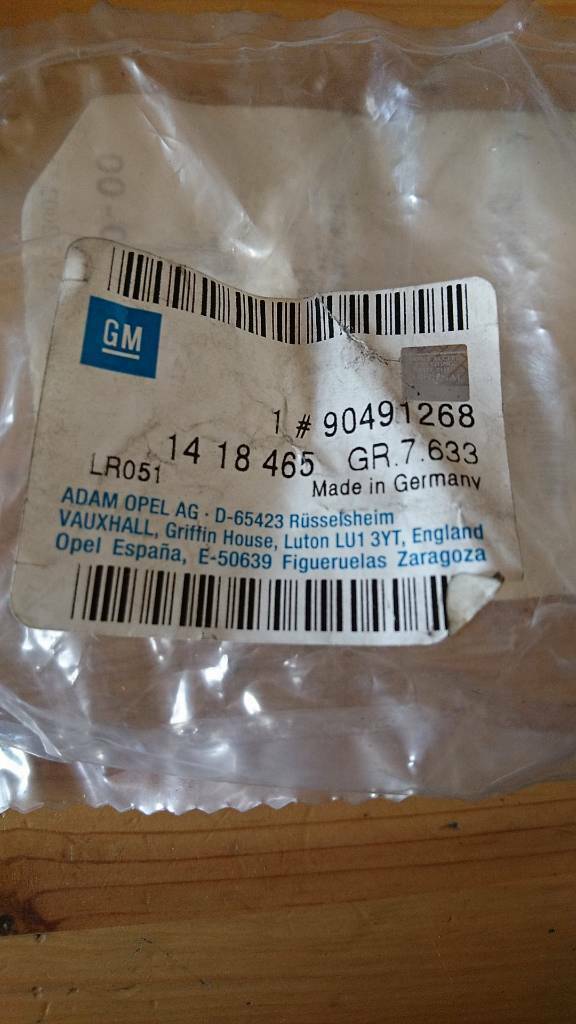 GM
1 # 90491268
14 18 465 GR.7.633
LR051
Made in Germany
ADAM OPEL AG · D-65423 Rüsselsheim
VAUXHALL, Griffin House, Luton LU1 3YT, England
Opel España, E-50639 Figueruelas Zaragoza